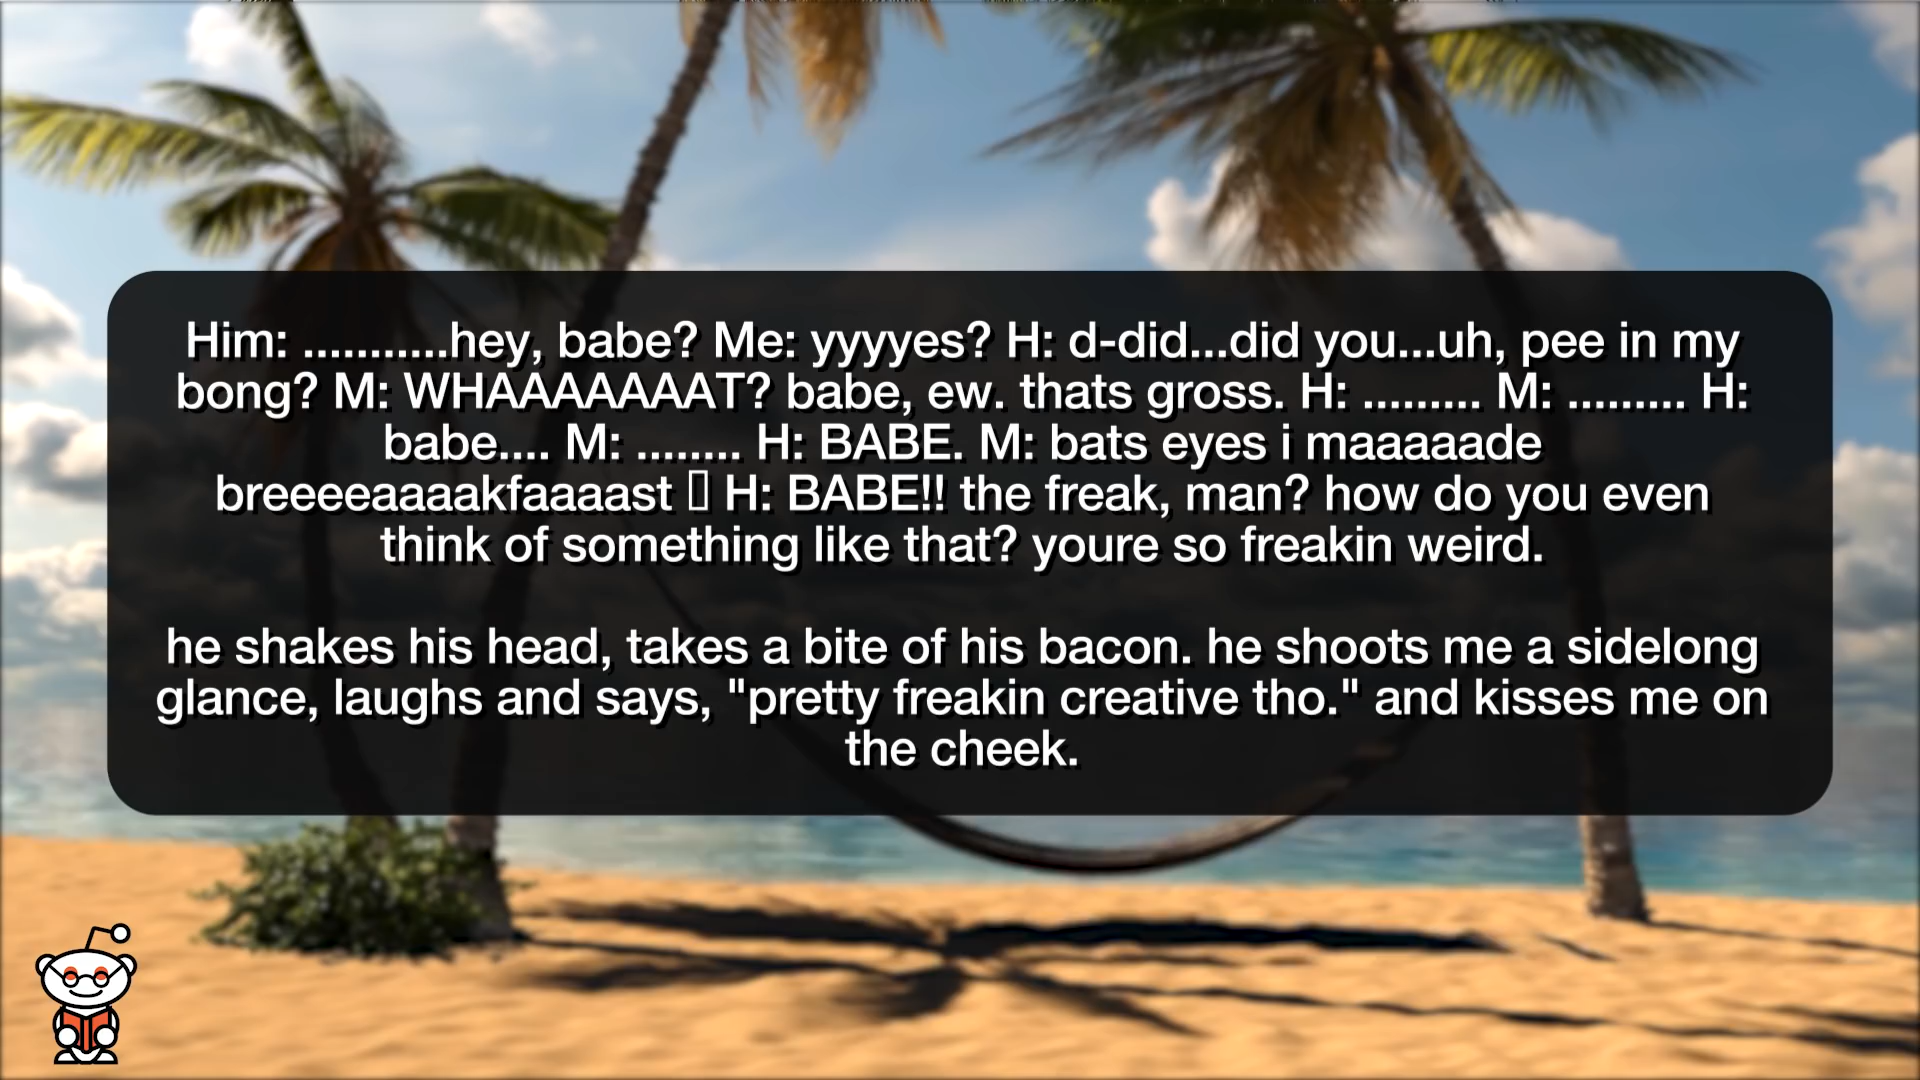 Him: ...........hey, babe? Me: yyyyes? H: d-did...did you...uh, pee in my
bong? M: WHAAAAAAAT? babe, ew. thats gross. H: ......... M: ......... H:
babe.... M: ........ H: BABE. M: bats eyes i maaaaade
breeeeaaaakfaaaast ▯ H: BABE!! the freak, man? how do you even
think of something like that? youre so freakin weird.
he shakes his head, takes a bite of his bacon. he shoots me a sidelong
glance, laughs and says, "pretty freakin creative tho." and kisses me on
the cheek.